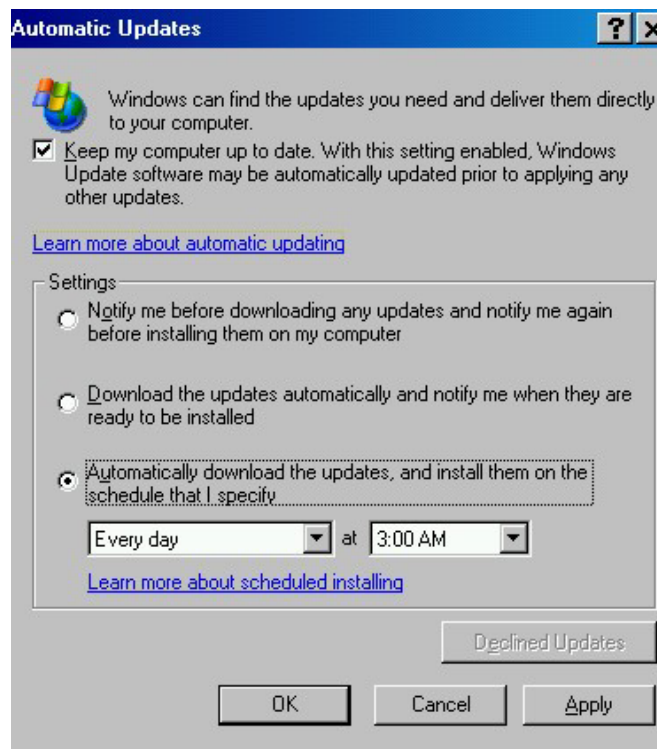 Automatic Updates
Windows can find the updates you need and deliver them directly
to your computer.
Keep my computer up to date. With this setting enabled, Windows
Update software may be automatically updated prior to applying any
other updates.
Learn more about automatic updating
Settings
Notify me before downloading any updates and notify me again
before installing them on my computer
Download the updates automatically and notify me when they are
ready to be installed
Automatically download the updates, and install them on the
schedule that I specify
Every day at 3:00 AM
Learn more about scheduled installing
Declined Updates
OK Cancel Apply